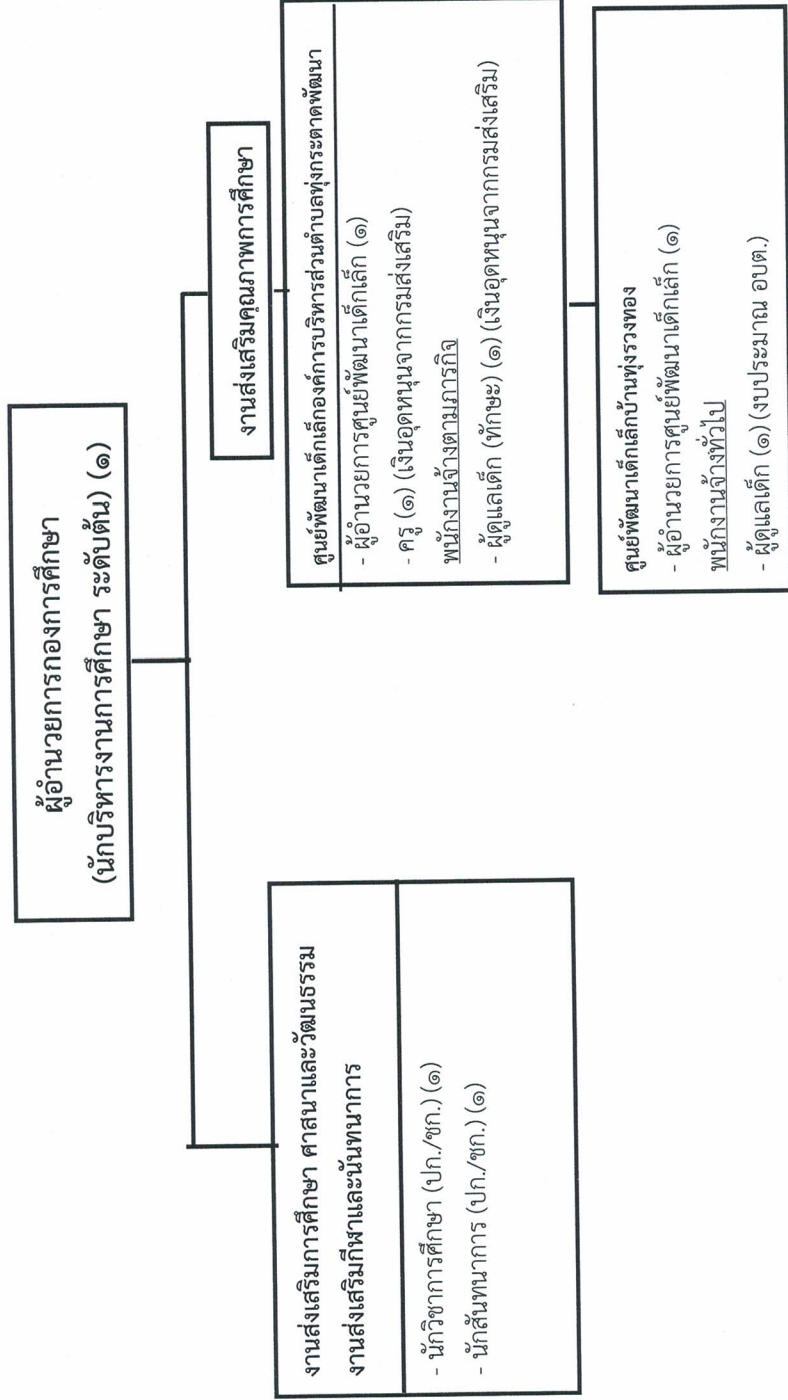 ผู้อำนวยการกองการศึกษา
(นักบริหารงานการศึกษา ระดับต้น) (๑)
งานส่งเสริมการศึกษา ศาสนาและวัฒนธรรม
งานส่งเสริมกีฬาและนันทนาการ
- นักวิชาการศึกษา (ปก./ชก.) (๑)
- นักสันทนาการ (ปก./ชก.) (๑)
งานส่งเสริมคุณภาพการศึกษา
ศูนย์พัฒนาเด็กเล็กองค์การบริหารส่วนตำบลทุ่งกระตาดพัฒนา
- ผู้อำนวยการศูนย์พัฒนาเด็กเล็ก (๑)
- ครู (๑) (เงินอุดหนุนจากกรมส่งเสริม)
พนักงานจ้างตามภารกิจ
- ผู้ดูแลเด็ก (ทักษะ) (๑) (เงินอุดหนุนจากกรมส่งเสริม)
ศูนย์พัฒนาเด็กเล็กบ้านทุ่งรวงทอง
- ผู้อำนวยการศูนย์พัฒนาเด็กเล็ก (๑)
พนักงานจ้างทั่วไป
- ผู้ดูแลเด็ก (๑) (งบประมาณ อบต.)